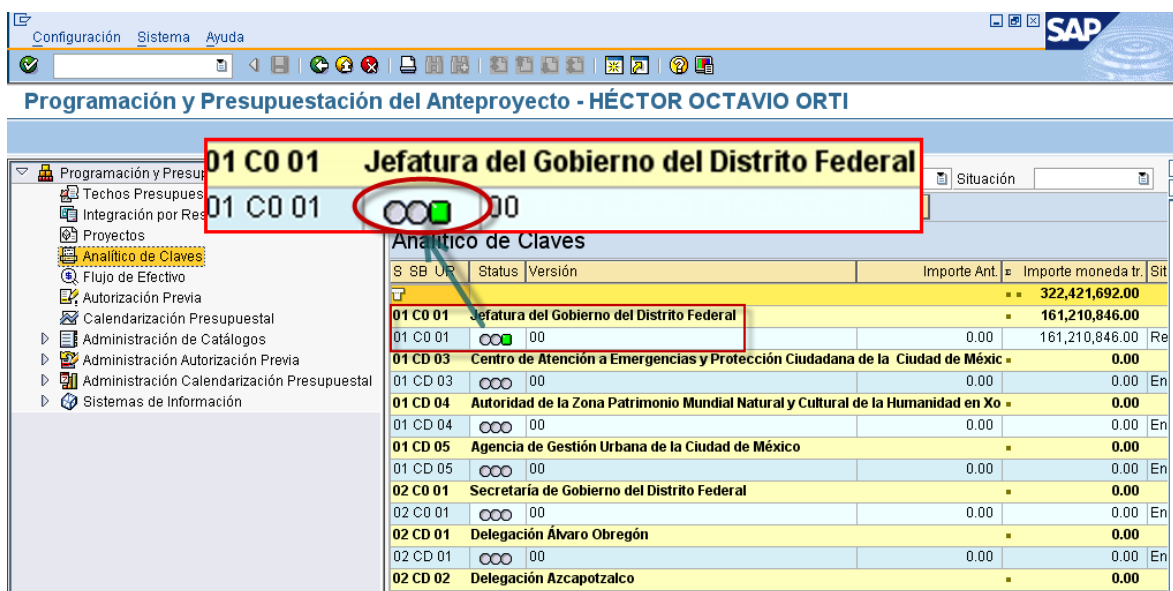 Configuración Sistema Ayuda
SAP
Programación y Presupuestación del Anteproyecto - HÉCTOR OCTAVIO ORTI
01 C0 01 Jefatura del Gobierno del Distrito Federal
01 C0 01 00
Situación
Programación y Presup
Techos Presupues
Integración por Res
Proyectos
Analítico de Claves
Flujo de Efectivo
Autorización Previa
Calendarización Presupuestal
Administración de Catálogos
Administración Autorización Previa
Administración Calendarización Presupuestal
Sistemas de Información
Analítico de Claves
S SB UR Status Versión Importe Ant. Σ Importe moneda tr. Sit
322,421,692.00
01 C0 01 Jefatura del Gobierno del Distrito Federal 161,210,846.00
01 C0 01 00 0.00 161,210,846.00 Re
01 CD 03 Centro de Atención a Emergencias y Protección Ciudadana de la Ciudad de Méxic 0.00
01 CD 03 00 0.00 0.00 En
01 CD 04 Autoridad de la Zona Patrimonio Mundial Natural y Cultural de la Humanidad en Xo 0.00
01 CD 04 00 0.00 0.00 En
01 CD 05 Agencia de Gestión Urbana de la Ciudad de México 0.00
01 CD 05 00 0.00 0.00 En
02 C0 01 Secretaría de Gobierno del Distrito Federal 0.00
02 C0 01 00 0.00 0.00 En
02 CD 01 Delegación Álvaro Obregón 0.00
02 CD 01 00 0.00 0.00 En
02 CD 02 Delegación Azcapotzalco 0.00